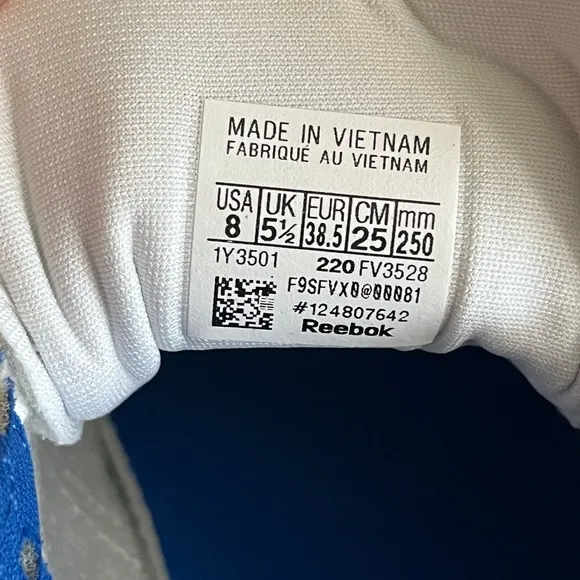 MADE IN VIETNAM
FABRIQUÉ AU VIETNAM
USA UK EUR CM mm
8 5½ 38.5 25 250
1Y3501 220 FV3528
F9SFVX0@00081
#124807642
Reebok